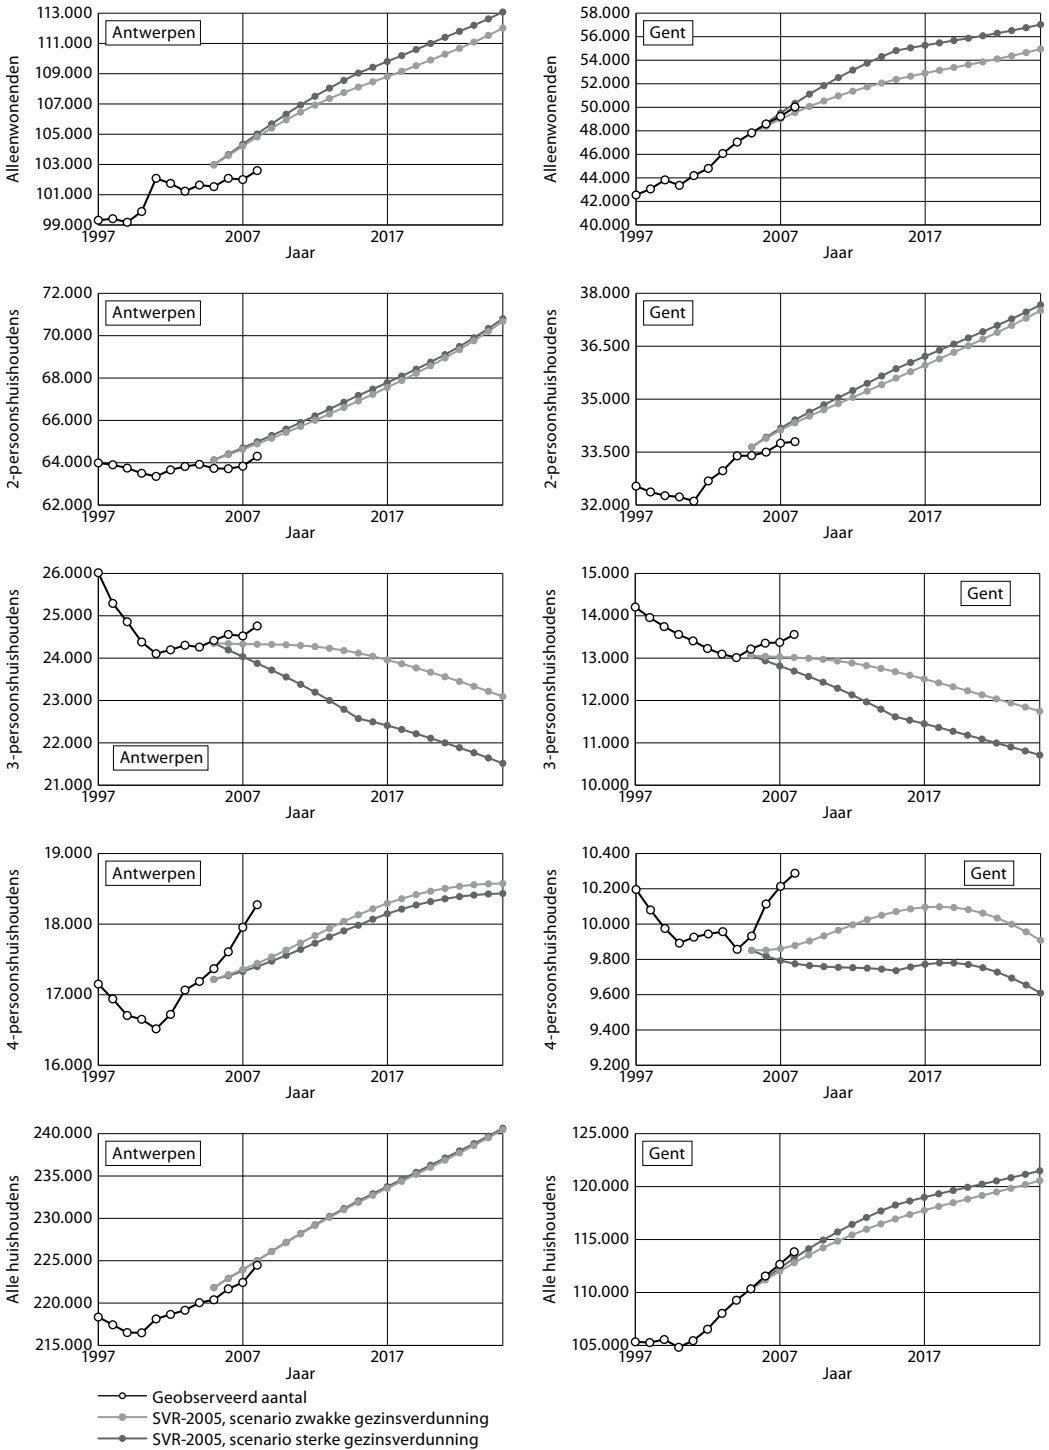 Alleenwonenden
113.000
111.000
109.000
107.000
105.000
103.000
101.000
99.000
Antwerpen
1997
2007
2017
Jaar
Alleenwonenden
58.000
56.000
54.000
52.000
50.000
48.000
46.000
44.000
42.000
40.000
Gent
1997
2007
2017
Jaar
2-persoonshuishoudens
72.000
70.000
68.000
66.000
64.000
62.000
Antwerpen
1997
2007
2017
Jaar
2-persoonshuishoudens
38.000
36.500
35.000
33.500
32.000
Gent
1997
2007
2017
Jaar
3-persoonshuishoudens
26.000
25.000
24.000
23.000
22.000
21.000
Antwerpen
1997
2007
2017
Jaar
3-persoonshuishoudens
15.000
14.000
13.000
12.000
11.000
10.000
Gent
1997
2007
2017
Jaar
4-persoonshuishoudens
19.000
18.000
17.000
16.000
Antwerpen
1997
2007
2017
Jaar
4-persoonshuishoudens
10.400
10.200
10.000
9.800
9.600
9.400
9.200
Gent
1997
2007
2017
Jaar
Alle huishoudens
240.000
235.000
230.000
225.000
220.000
215.000
Antwerpen
1997
2007
2017
Jaar
Alle huishoudens
125.000
120.000
115.000
110.000
105.000
Gent
1997
2007
2017
Jaar
Geobserveerd aantal
SVR-2005, scenario zwakke gezinsverdunning
SVR-2005, scenario sterke gezinsverdunning